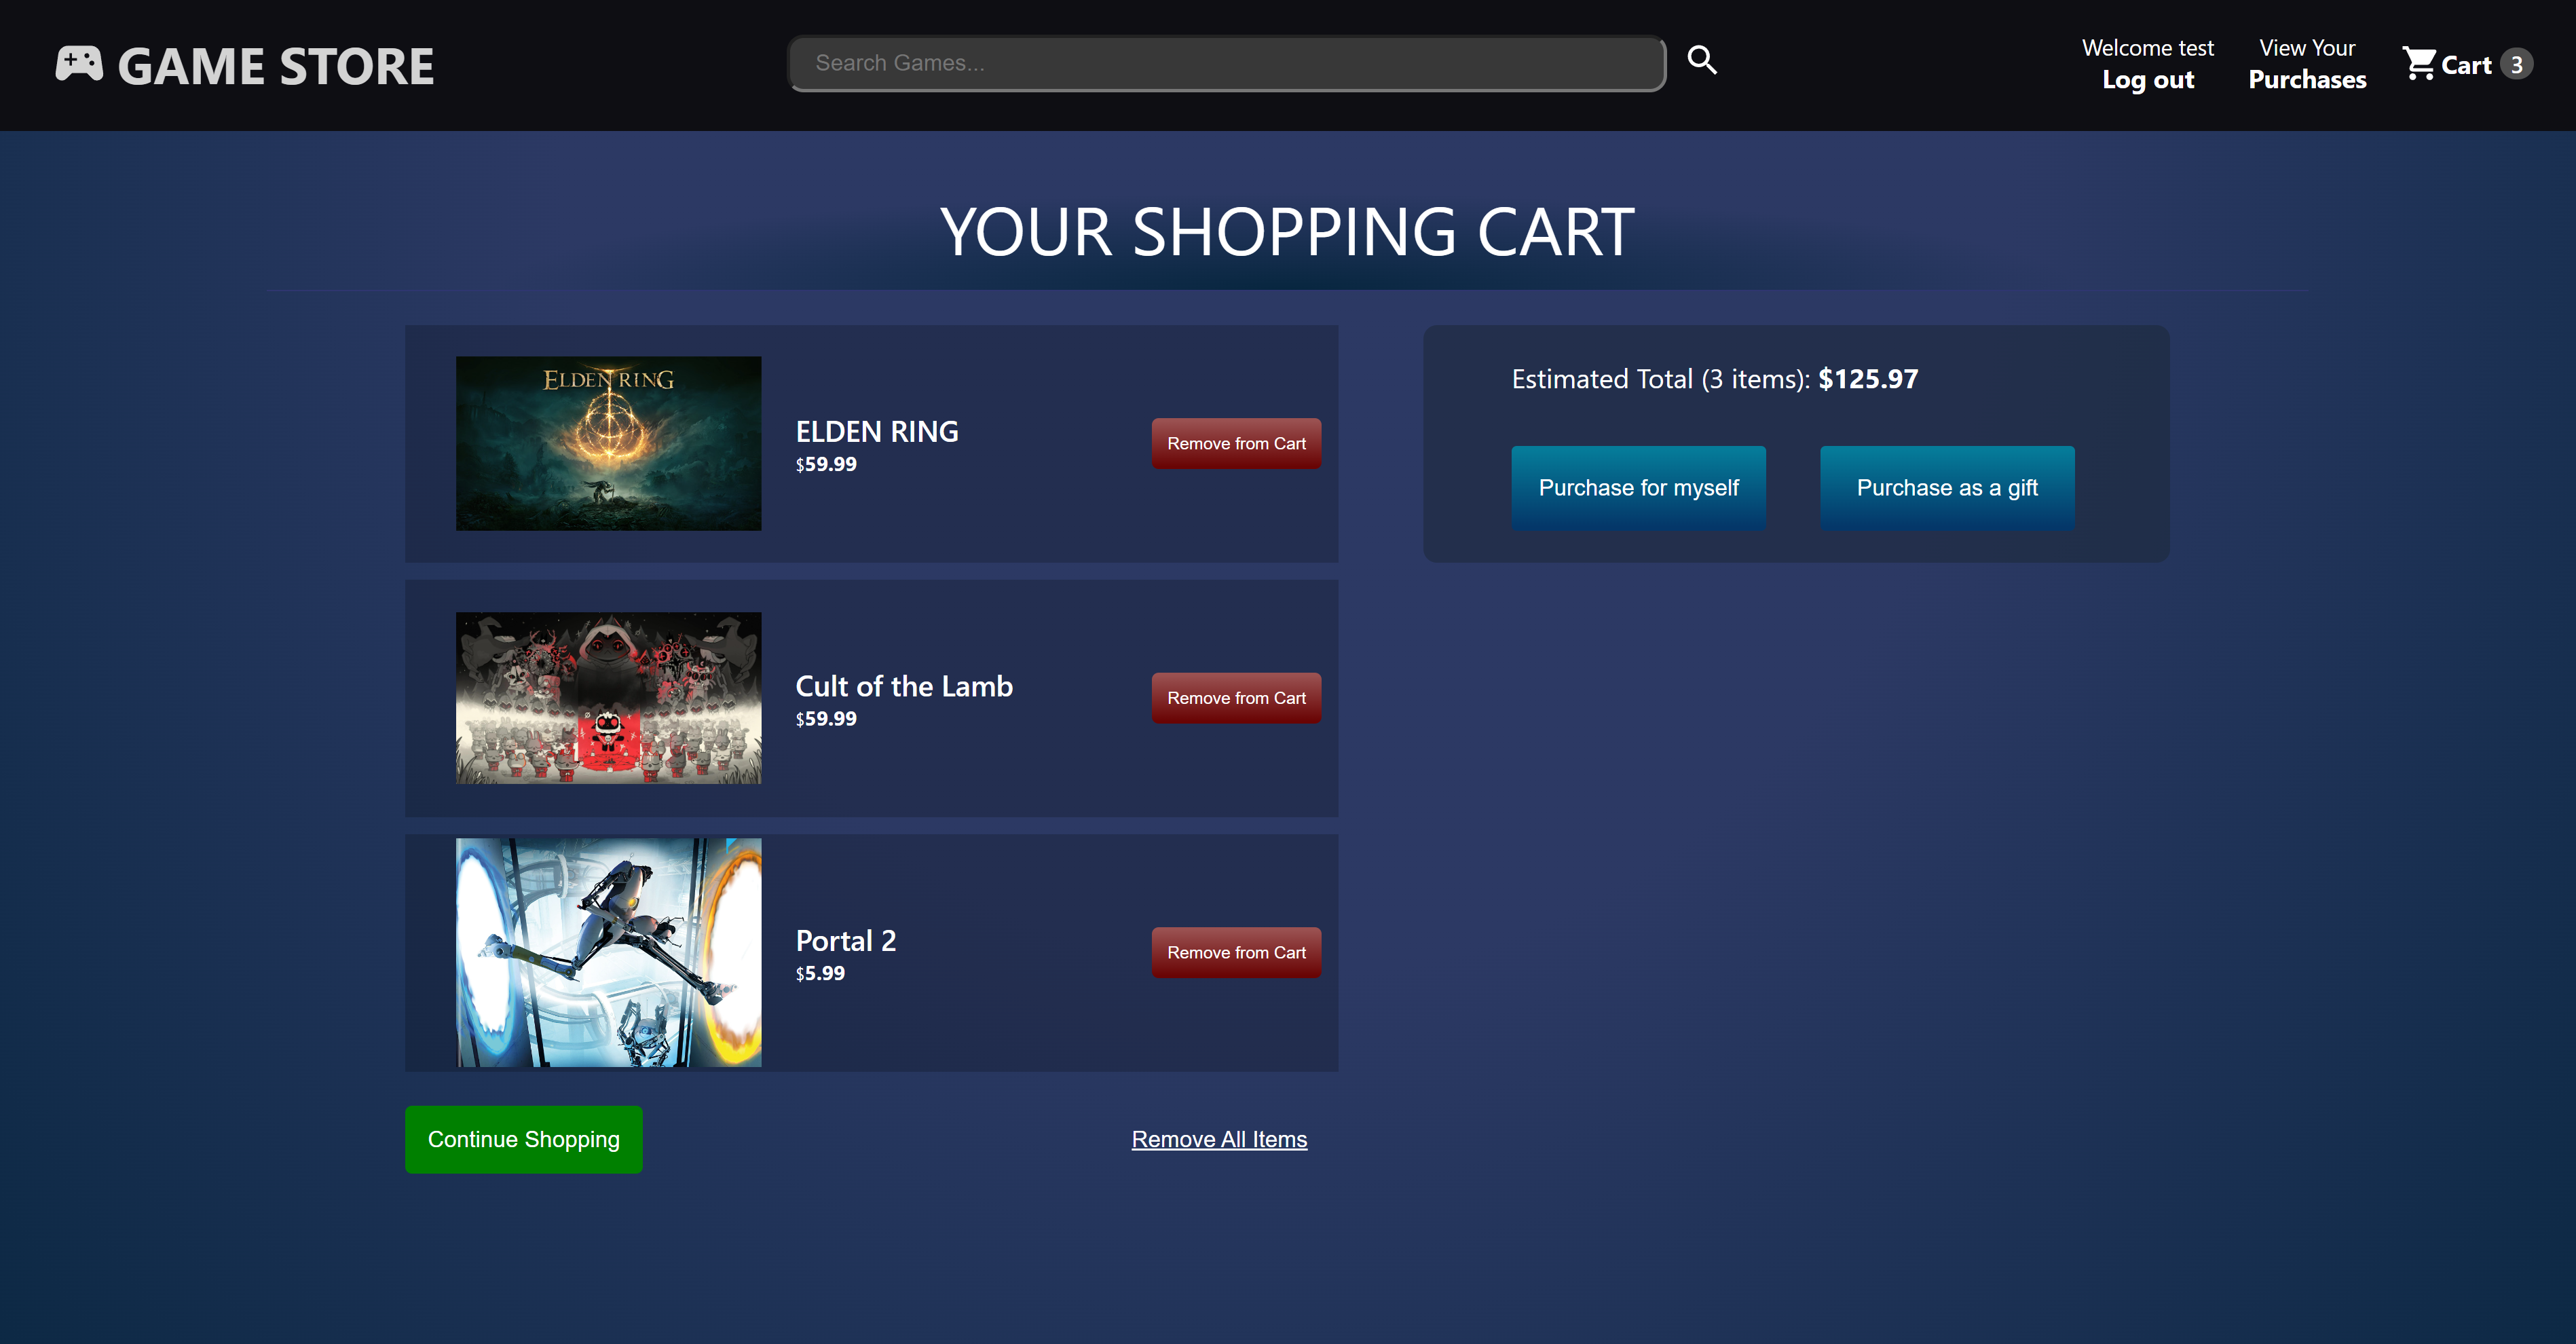 GAME STORE
Search Games...
Welcome test
Log out
View Your
Purchases
Cart 3
YOUR SHOPPING CART
ELDEN RING
ELDEN RING
$59.99
Remove from Cart
Estimated Total (3 items): $125.97
Purchase for myself
Purchase as a gift
Cult of the Lamb
$59.99
Remove from Cart
Portal 2
$5.99
Remove from Cart
Continue Shopping
Remove All Items